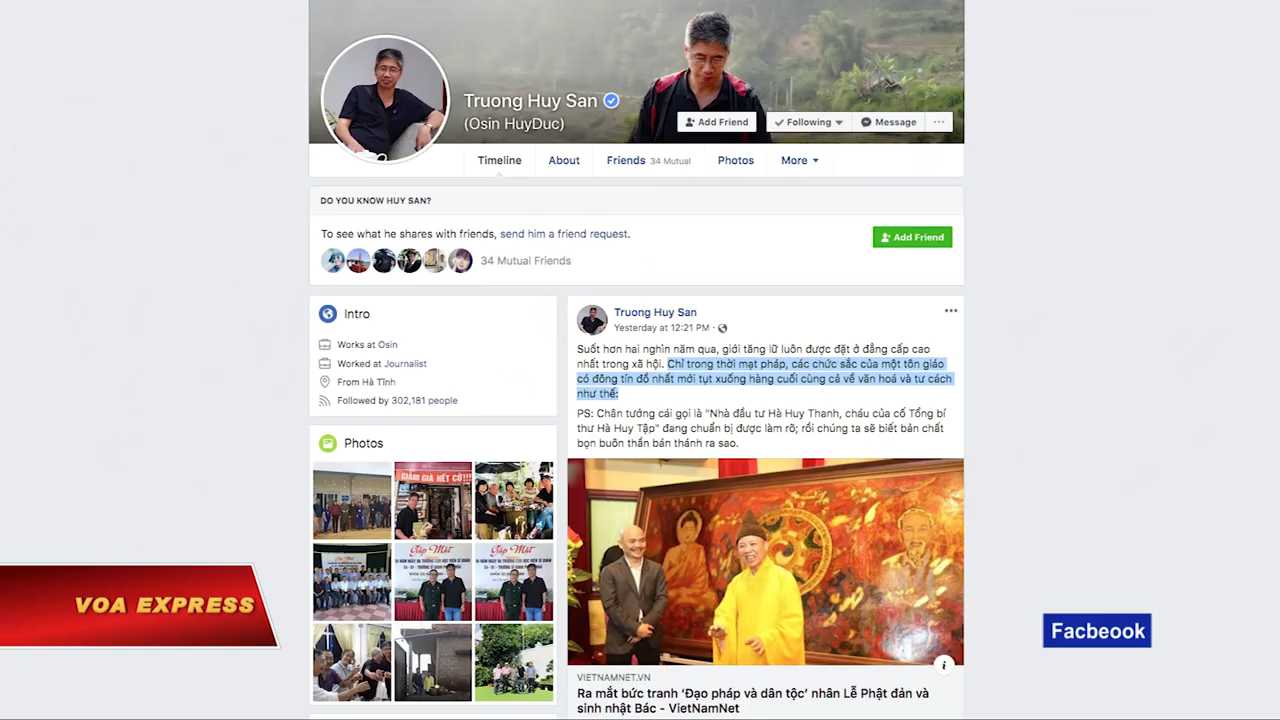 Truong Huy San
(Osin HuyDuc)
Add Friend
Following
Message
Timeline
About
Friends 34 Mutual
Photos
More
DO YOU KNOW HUY SAN?
To see what he shares with friends, send him a friend request.
Add Friend
34 Mutual Friends
Intro
Works at Osin
Worked at Journalist
From Hà Tĩnh
Followed by 302,181 people
Photos
GIẢM GIÁ HẾT CỠ!!!
Gặp Mặt
Gặp Mặt
Truong Huy San
Yesterday at 12:21 PM ·
Suốt hơn hai nghìn năm qua, giới tăng lữ luôn được đặt ở đẳng cấp cao
nhất trong xã hội. Chỉ trong thời mạt pháp, các chức sắc của một tôn giáo
có đông tín đồ nhất mới tụt xuống hàng cuối cùng cả về văn hoá và tư cách
như thế:
PS: Chân tướng cái gọi là "Nhà đầu tư Hà Huy Thanh, cháu của cố Tổng bí
thư Hà Huy Tập" đang chuẩn bị được làm rõ; rồi chúng ta sẽ biết bản chất
bọn buôn thần bán thánh ra sao.
VIETNAMNET.VN
Ra mắt bức tranh ‘Đạo pháp và dân tộc’ nhân Lễ Phật đản và
sinh nhật Bác - VietNamNet
VOA EXPRESS
Facbeook